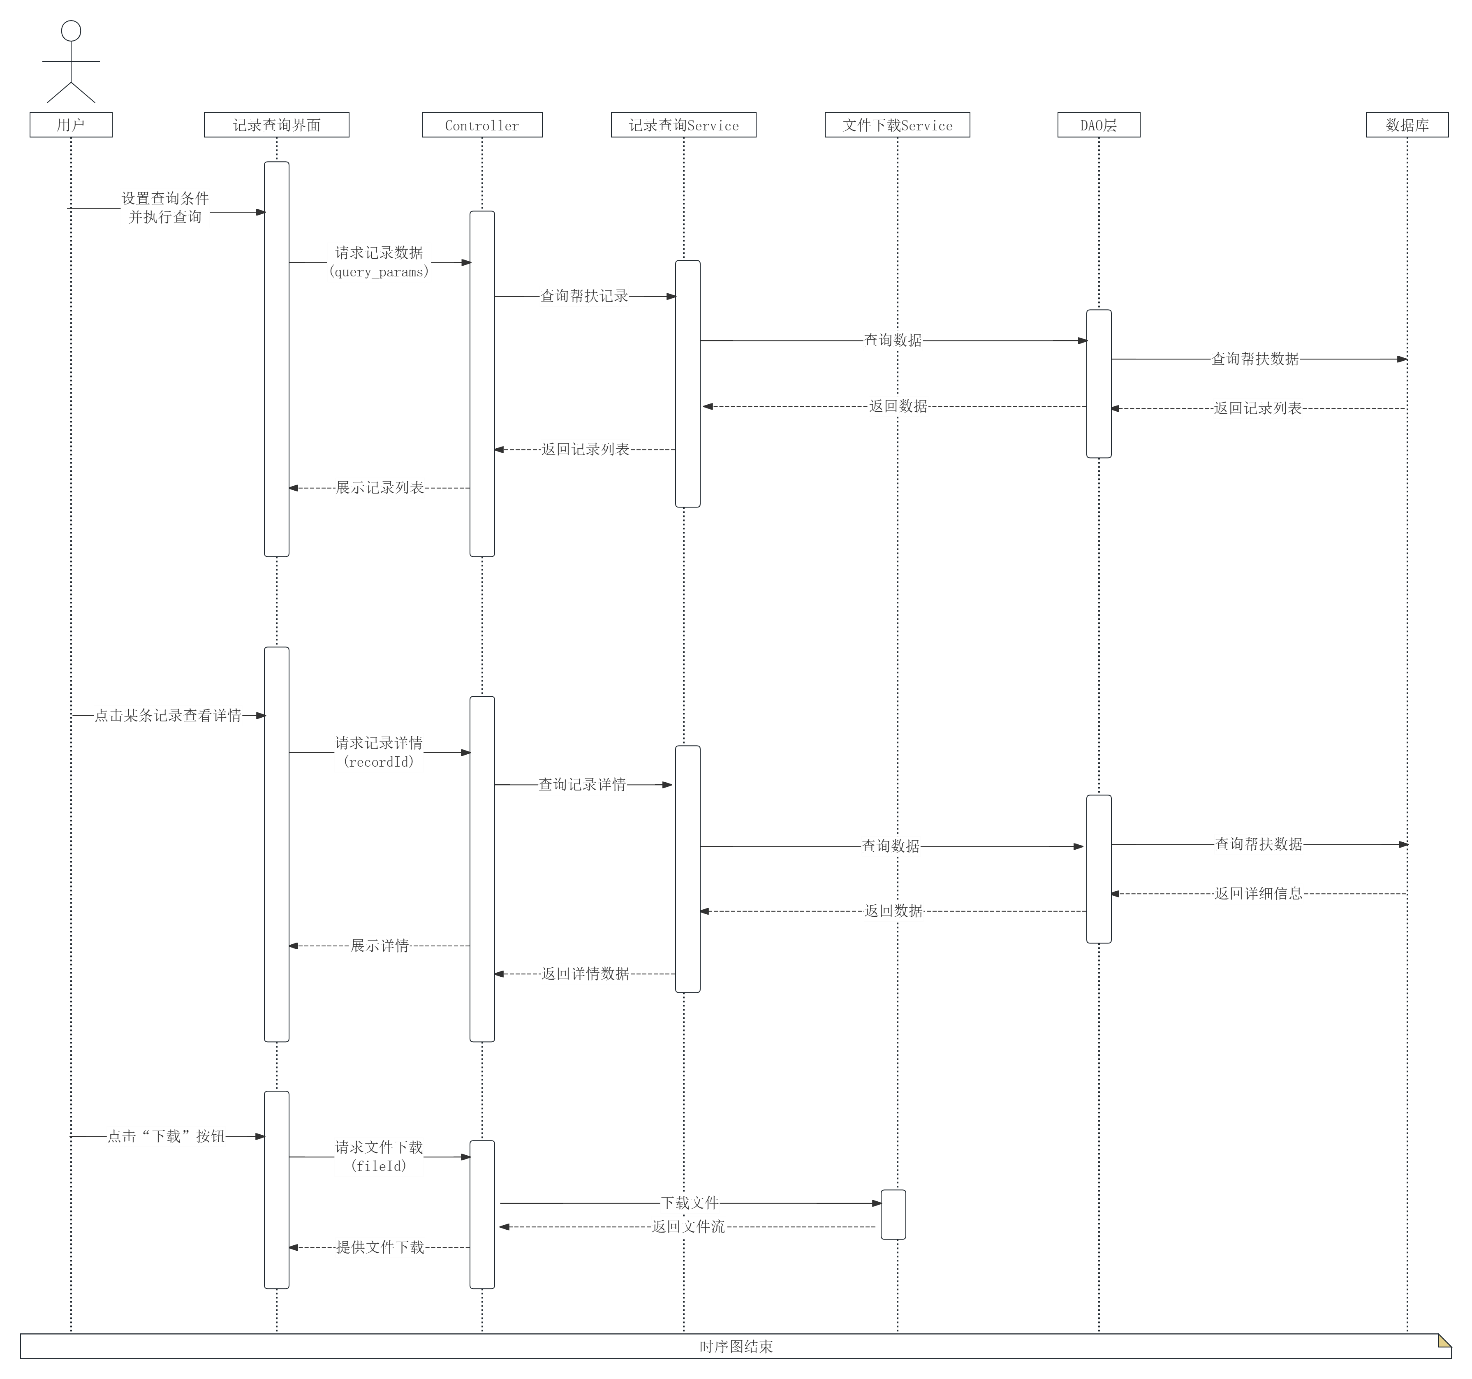 用户
记录查询界面
Controller
记录查询Service
文件下载Service
DAO层
数据库
设置查询条件
并执行查询
请求记录数据
(query_params)
查询帮扶记录
查询数据
查询帮扶数据
返回数据
返回记录列表
返回记录列表
展示记录列表
点击某条记录查看详情
请求记录详情
(recordId)
查询记录详情
查询数据
查询帮扶数据
返回详细信息
返回数据
展示详情
返回详情数据
点击“下载”按钮
请求文件下载
(fileId)
下载文件
返回文件流
提供文件下载
时序图结束